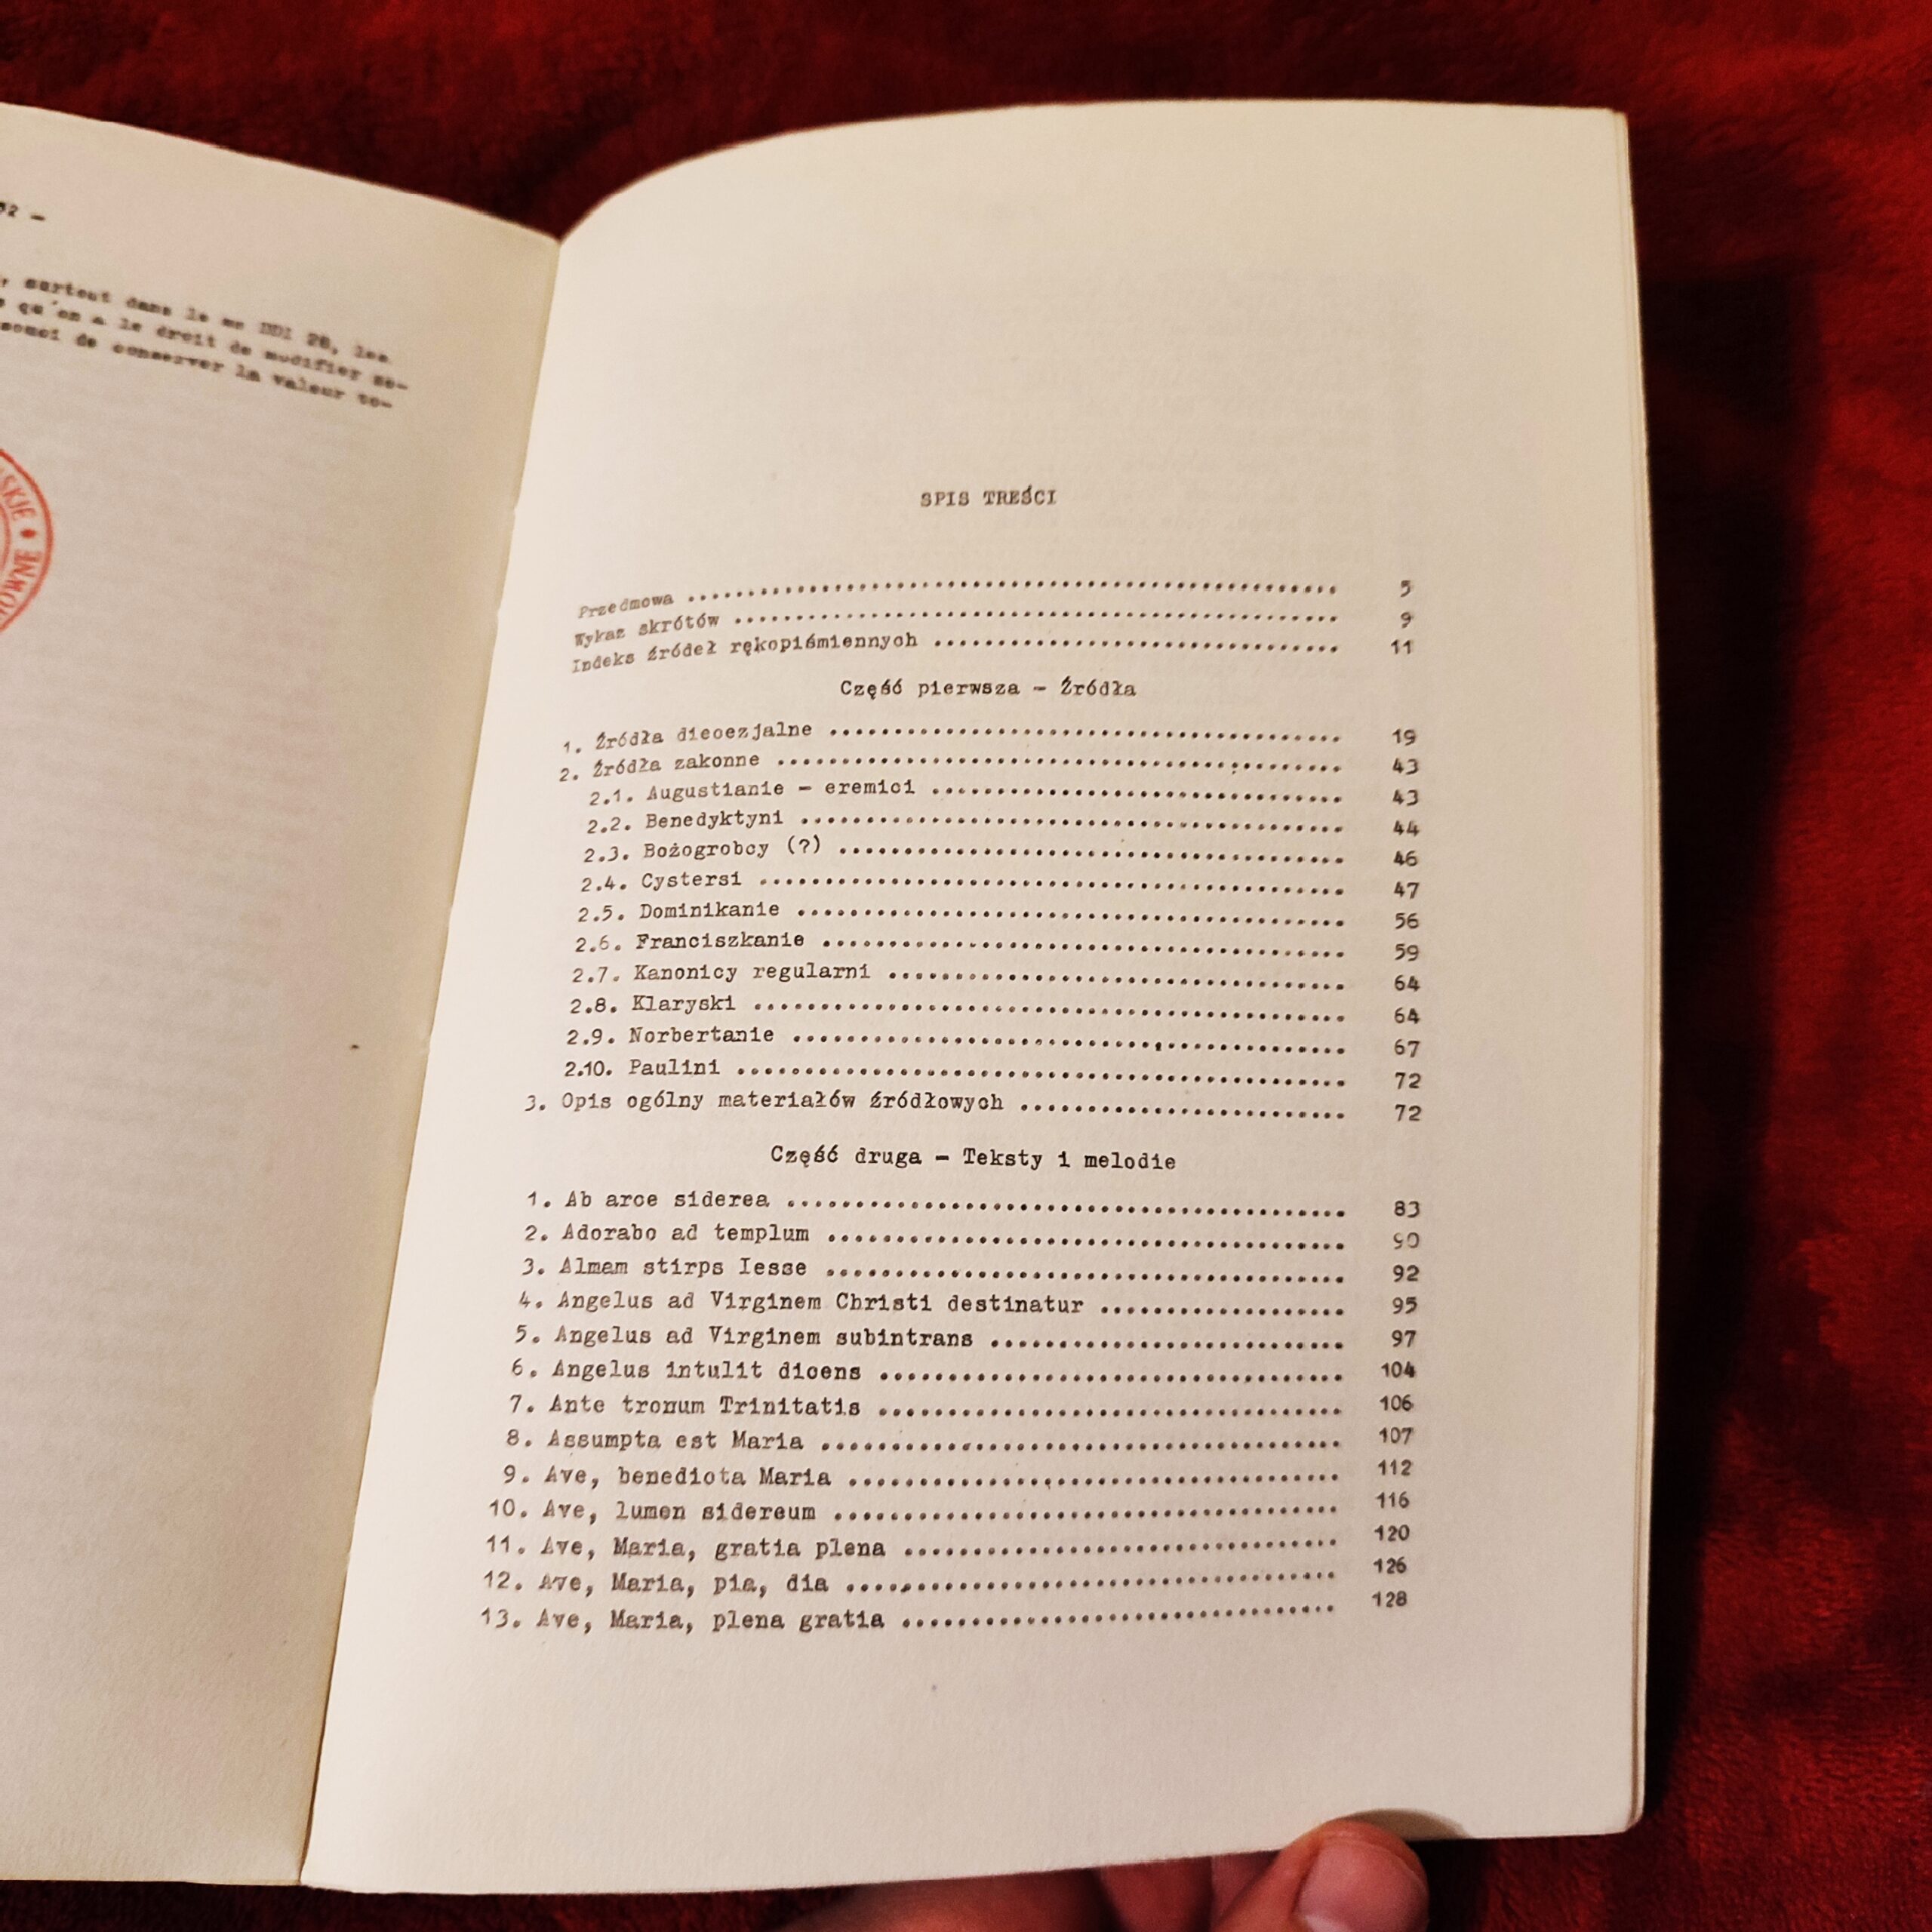 32 -
surtout dans le ms DDI 28, les
qu'on a le droit de modifier se-
souci de conserver la valeur to-
SKIE
SPIS TREŚCI
Przedmowa ........................................ 5
Wykaz skrótów ........................................ 9
Indeks źródeł rękopiśmiennych ........................................ 11
Część pierwsza - Źródła
1. Źródła diecezjalne ........................................ 19
2. Źródła zakonne ........................................ 43
2.1. Augustianie - eremici ........................................ 43
2.2. Benedyktyni ........................................ 44
2.3. Bożogrobcy (?) ........................................ 46
2.4. Cystersi ........................................ 47
2.5. Dominikanie ........................................ 56
2.6. Franciszkanie ........................................ 59
2.7. Kanonicy regularni ........................................ 64
2.8. Klaryski ........................................ 64
2.9. Norbertanie ........................................ 67
2.10. Paulini ........................................ 72
3. Opis ogólny materiałów źródłowych ........................................ 72
Część druga - Teksty i melodie
1. Ab arce siderea ........................................ 83
2. Adorabo ad templum ........................................ 90
3. Almam stirps Iesse ........................................ 92
4. Angelus ad Virginem Christi destinatur ........................................ 95
5. Angelus ad Virginem subintrans ........................................ 97
6. Angelus intulit dicens ........................................ 104
7. Ante tronum Trinitatis ........................................ 106
8. Assumpta est Maria ........................................ 107
9. Ave, benedicta Maria ........................................ 112
10. Ave, lumen sidereum ........................................ 116
11. Ave, Maria, gratia plena ........................................ 120
12. Ave, Maria, pia, dia ........................................ 126
13. Ave, Maria, plena gratia ........................................ 128